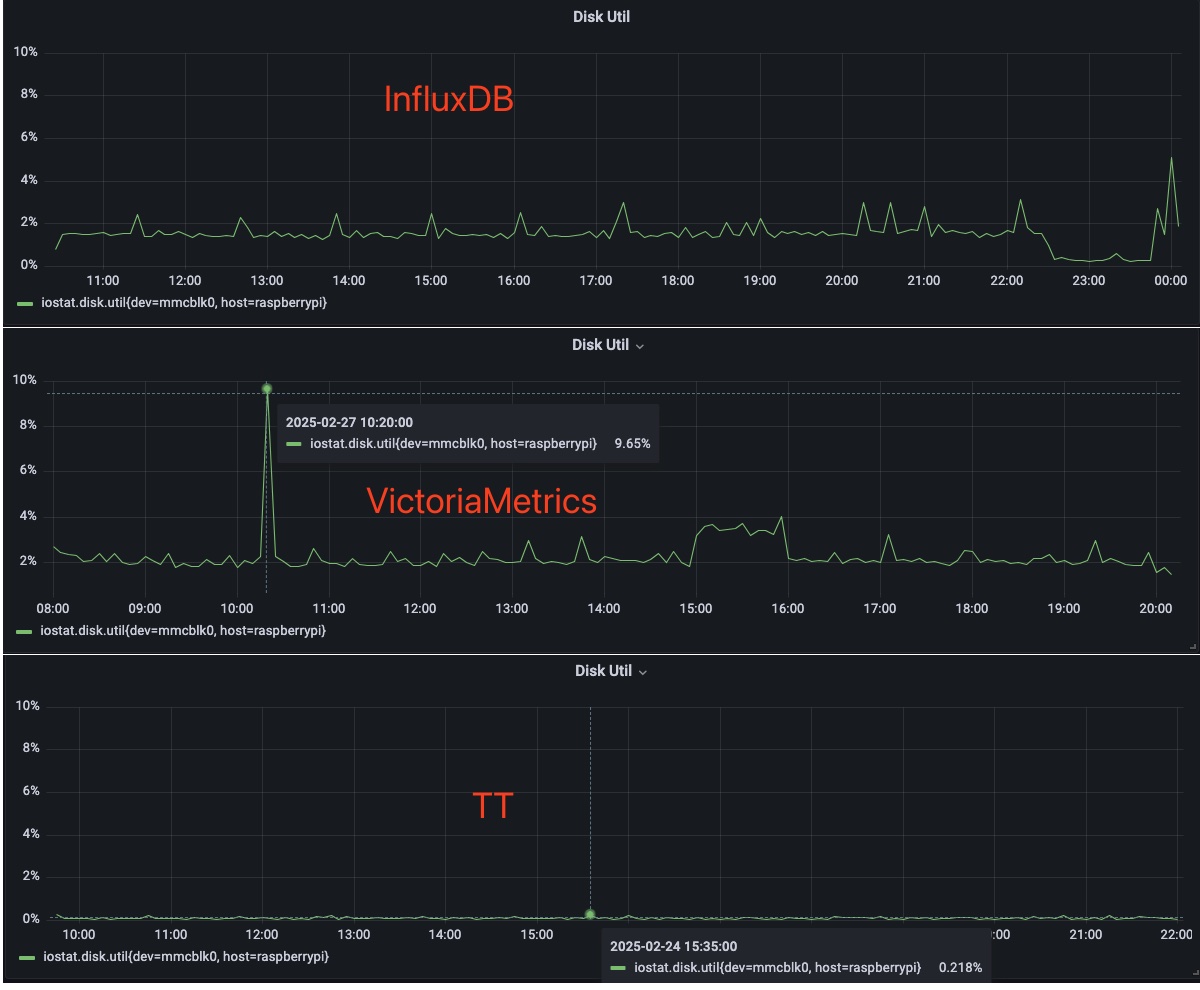 Disk Util
10%
8%
InfluxDB
6%
4%
2%
0%
11:00 12:00 13:00 14:00 15:00 16:00 17:00 18:00 19:00 20:00 21:00 22:00 23:00 00:00
iostat.disk.util{dev=mmcblk0, host=raspberrypi}
Disk Util
10%
2025-02-27 10:20:00
8%
iostat.disk.util{dev=mmcblk0, host=raspberrypi} 9.65%
6%
VictoriaMetrics
4%
2%
08:00 09:00 10:00 11:00 12:00 13:00 14:00 15:00 16:00 17:00 18:00 19:00 20:00
iostat.disk.util{dev=mmcblk0, host=raspberrypi}
Disk Util
10%
8%
6%
TT
4%
2%
0%
10:00 11:00 12:00 13:00 14:00 15:00 :00 21:00 22:00
2025-02-24 15:35:00
iostat.disk.util{dev=mmcblk0, host=raspberrypi}
iostat.disk.util{dev=mmcblk0, host=raspberrypi} 0.218%